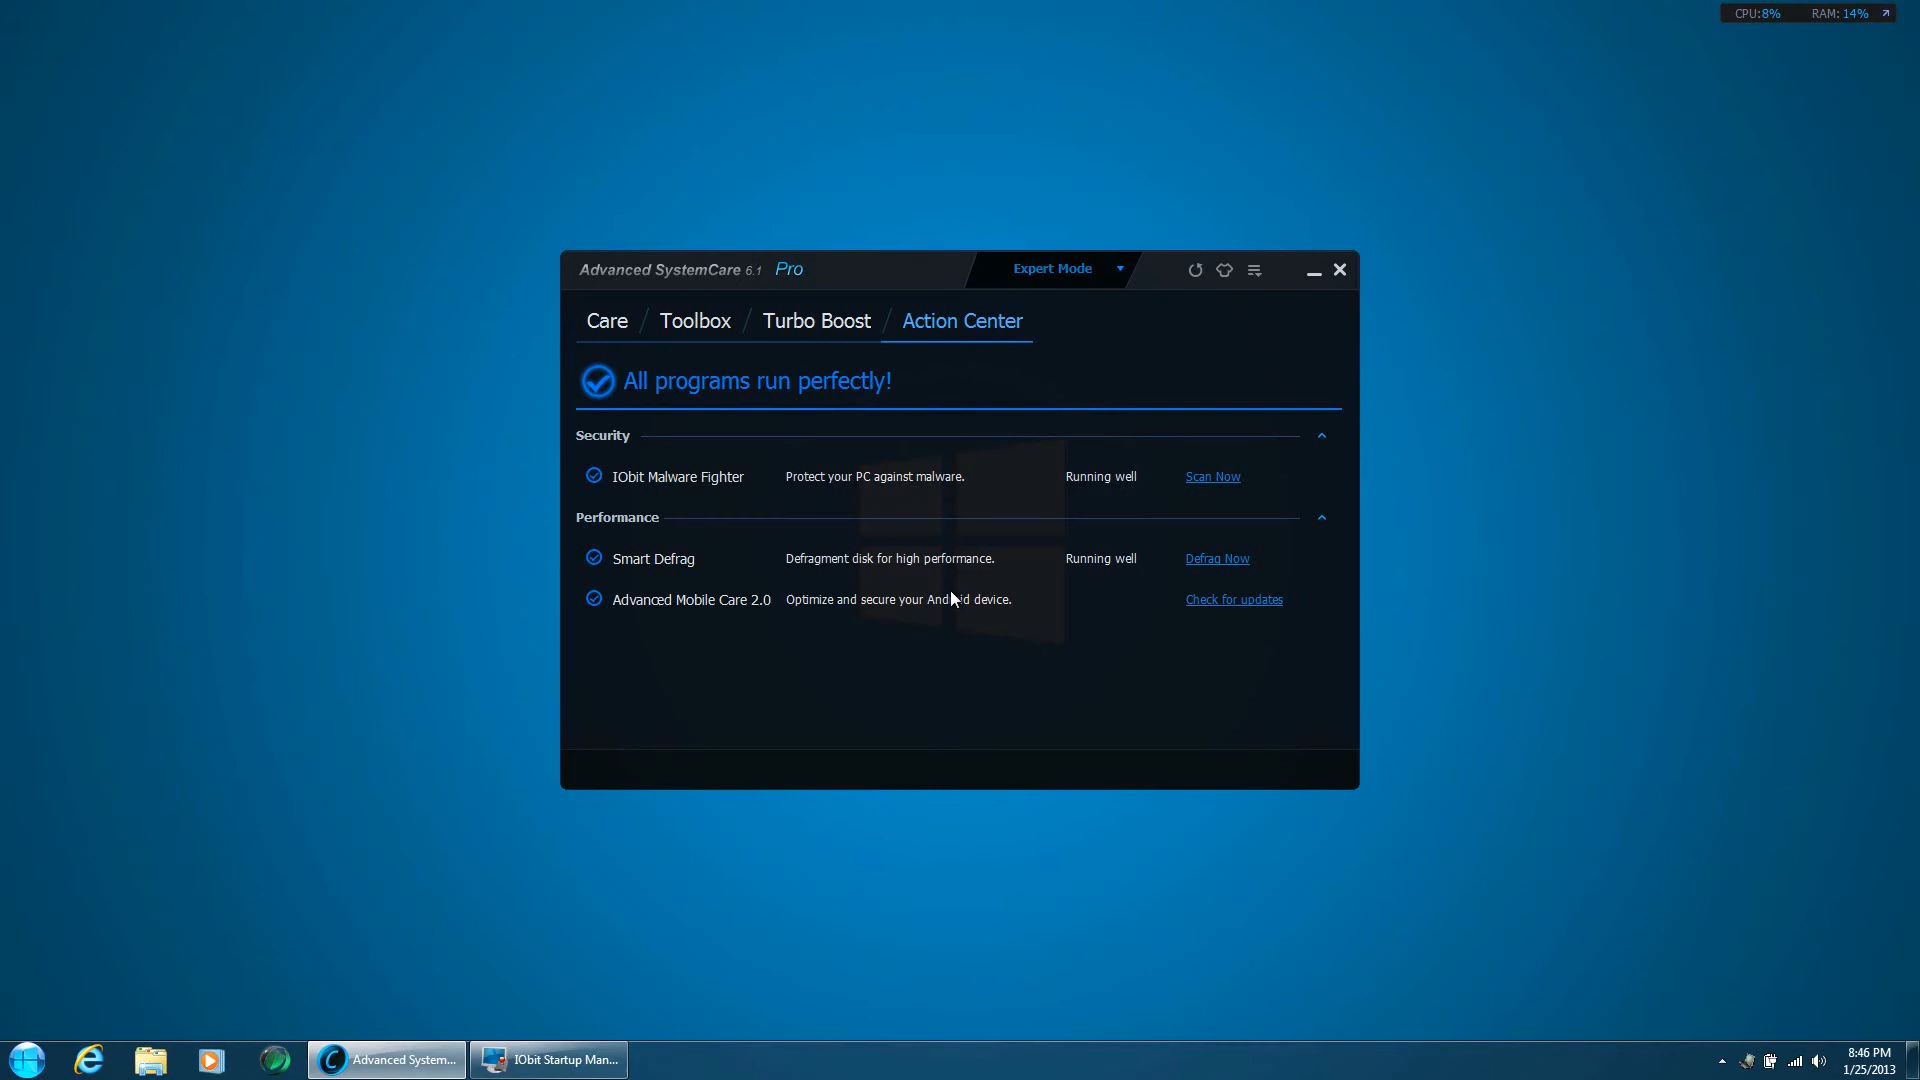 CPU:8% RAM: 14%
Advanced SystemCare 6.1 Pro Expert Mode
Care Toolbox Turbo Boost Action Center
All programs run perfectly!
Security
IObit Malware Fighter Protect your PC against malware. Running well Scan Now
Performance
Smart Defrag Defragment disk for high performance. Running well Defrag Now
Advanced Mobile Care 2.0 Optimize and secure your Android device. Check for updates
Advanced System... IObit Startup Man... 8:46 PM
1/25/2013